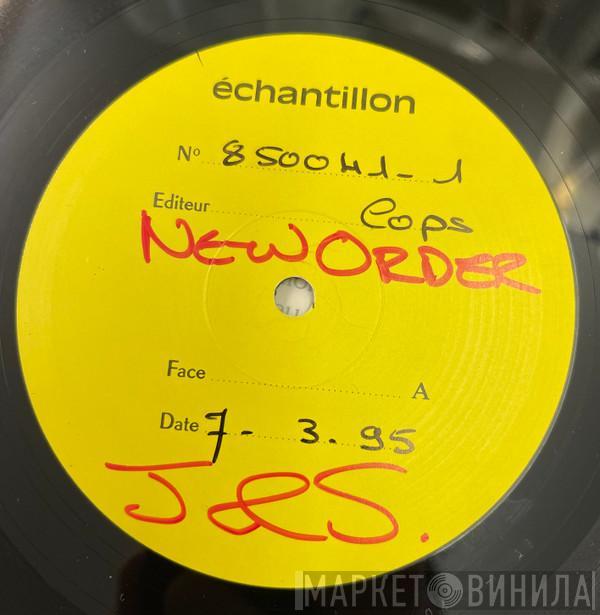 échantillon
Nº 850041-1
Editeur Cops
NEW ORDER
Face A
Date 7-3.95
J&S.
МАРКЕТ ВИНИЛА